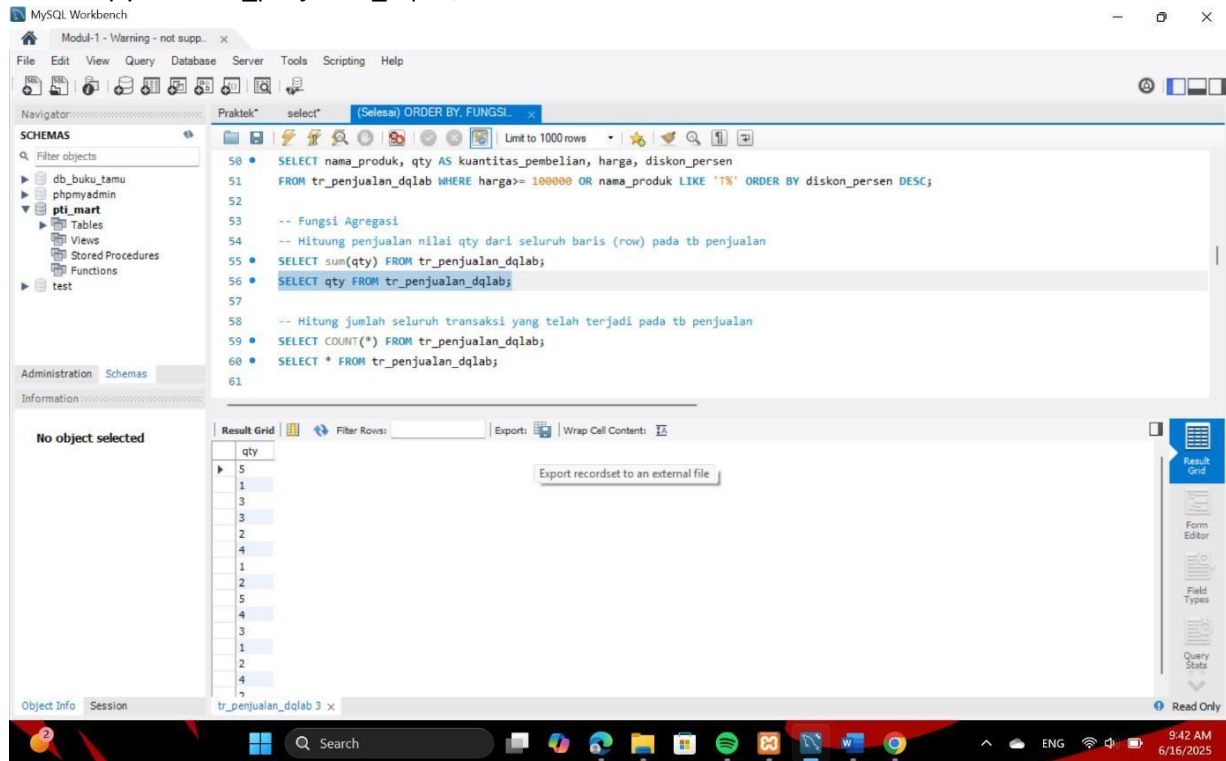 MySQL Workbench
Modul-1 - Warning - not supp..
File Edit View Query Database Server Tools Scripting Help
Navigator
Praktek* select* (Selesai) ORDER BY, FUNGSI...
SCHEMAS
Limit to 1000 rows
Filter objects
db_buku_tamu
phpmyadmin
pti_mart
Tables
Views
Stored Procedures
Functions
test
50 SELECT nama_produk, qty AS kuantitas_pembelian, harga, diskon_persen
51 FROM tr_penjualan_dqlab WHERE harga>= 100000 OR nama_produk LIKE 'T%' ORDER BY diskon_persen DESC;
52
53 -- Fungsi Agregasi
54 -- Hituung penjualan nilai qty dari seluruh baris (row) pada tb penjualan
55 SELECT sum(qty) FROM tr_penjualan_dqlab;
56 SELECT qty FROM tr_penjualan_dqlab;
57
58 -- Hitung jumlah seluruh transaksi yang telah terjadi pada tb penjualan
59 SELECT COUNT(*) FROM tr_penjualan_dqlab;
60 SELECT * FROM tr_penjualan_dqlab;
61
Administration Schemas
Information
No object selected
Result Grid Filter Rows: Export: Wrap Cell Content:
Export recordset to an external file
qty
5
1
3
3
2
4
1
2
5
4
3
1
2
4
2
Result Grid
Form Editor
Field Types
Query Stats
Object Info Session
tr_penjualan_dqlab 3
Read Only
2
Search
ENG
9:42 AM
6/16/2025